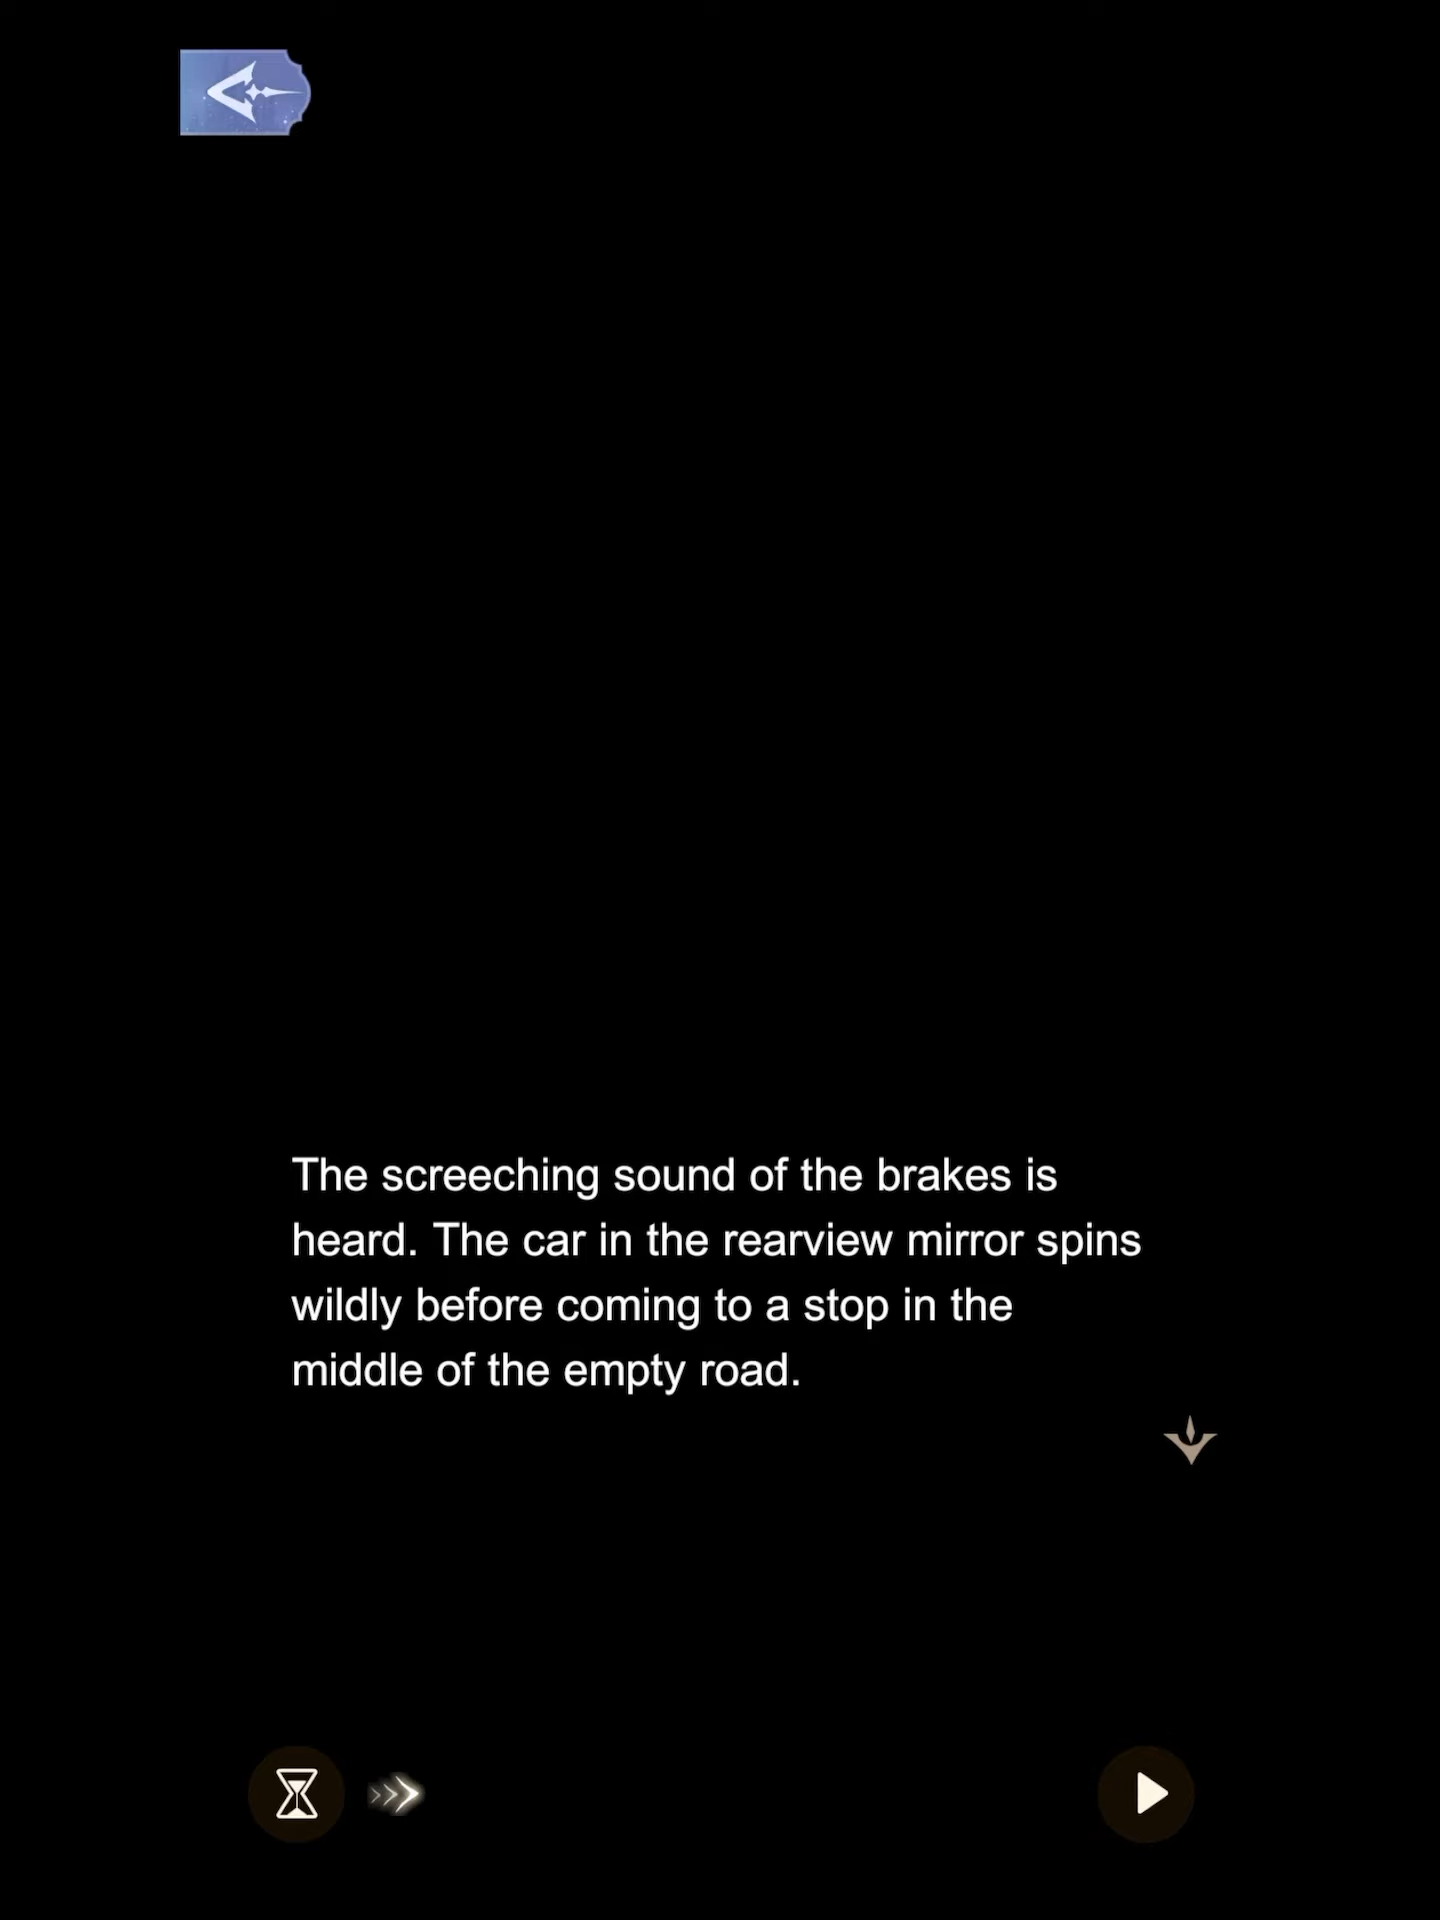 The screeching sound of the brakes is
heard. The car in the rearview mirror spins
wildly before coming to a stop in the
middle of the empty road.